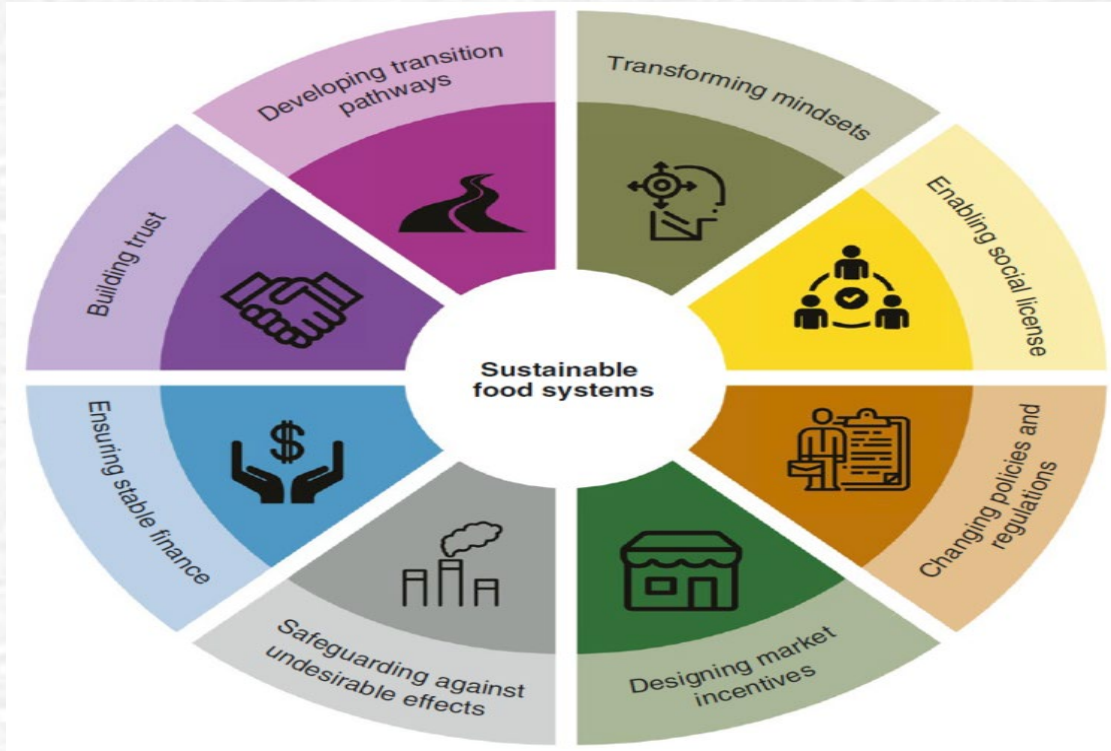 Developing transition
pathways
Transforming mindsets
Enabling social license
Changing policies and
regulations
Designing market
incentives
Safeguarding against
undesirable effects
Ensuring stable finance
Building trust
Sustainable
food systems
$